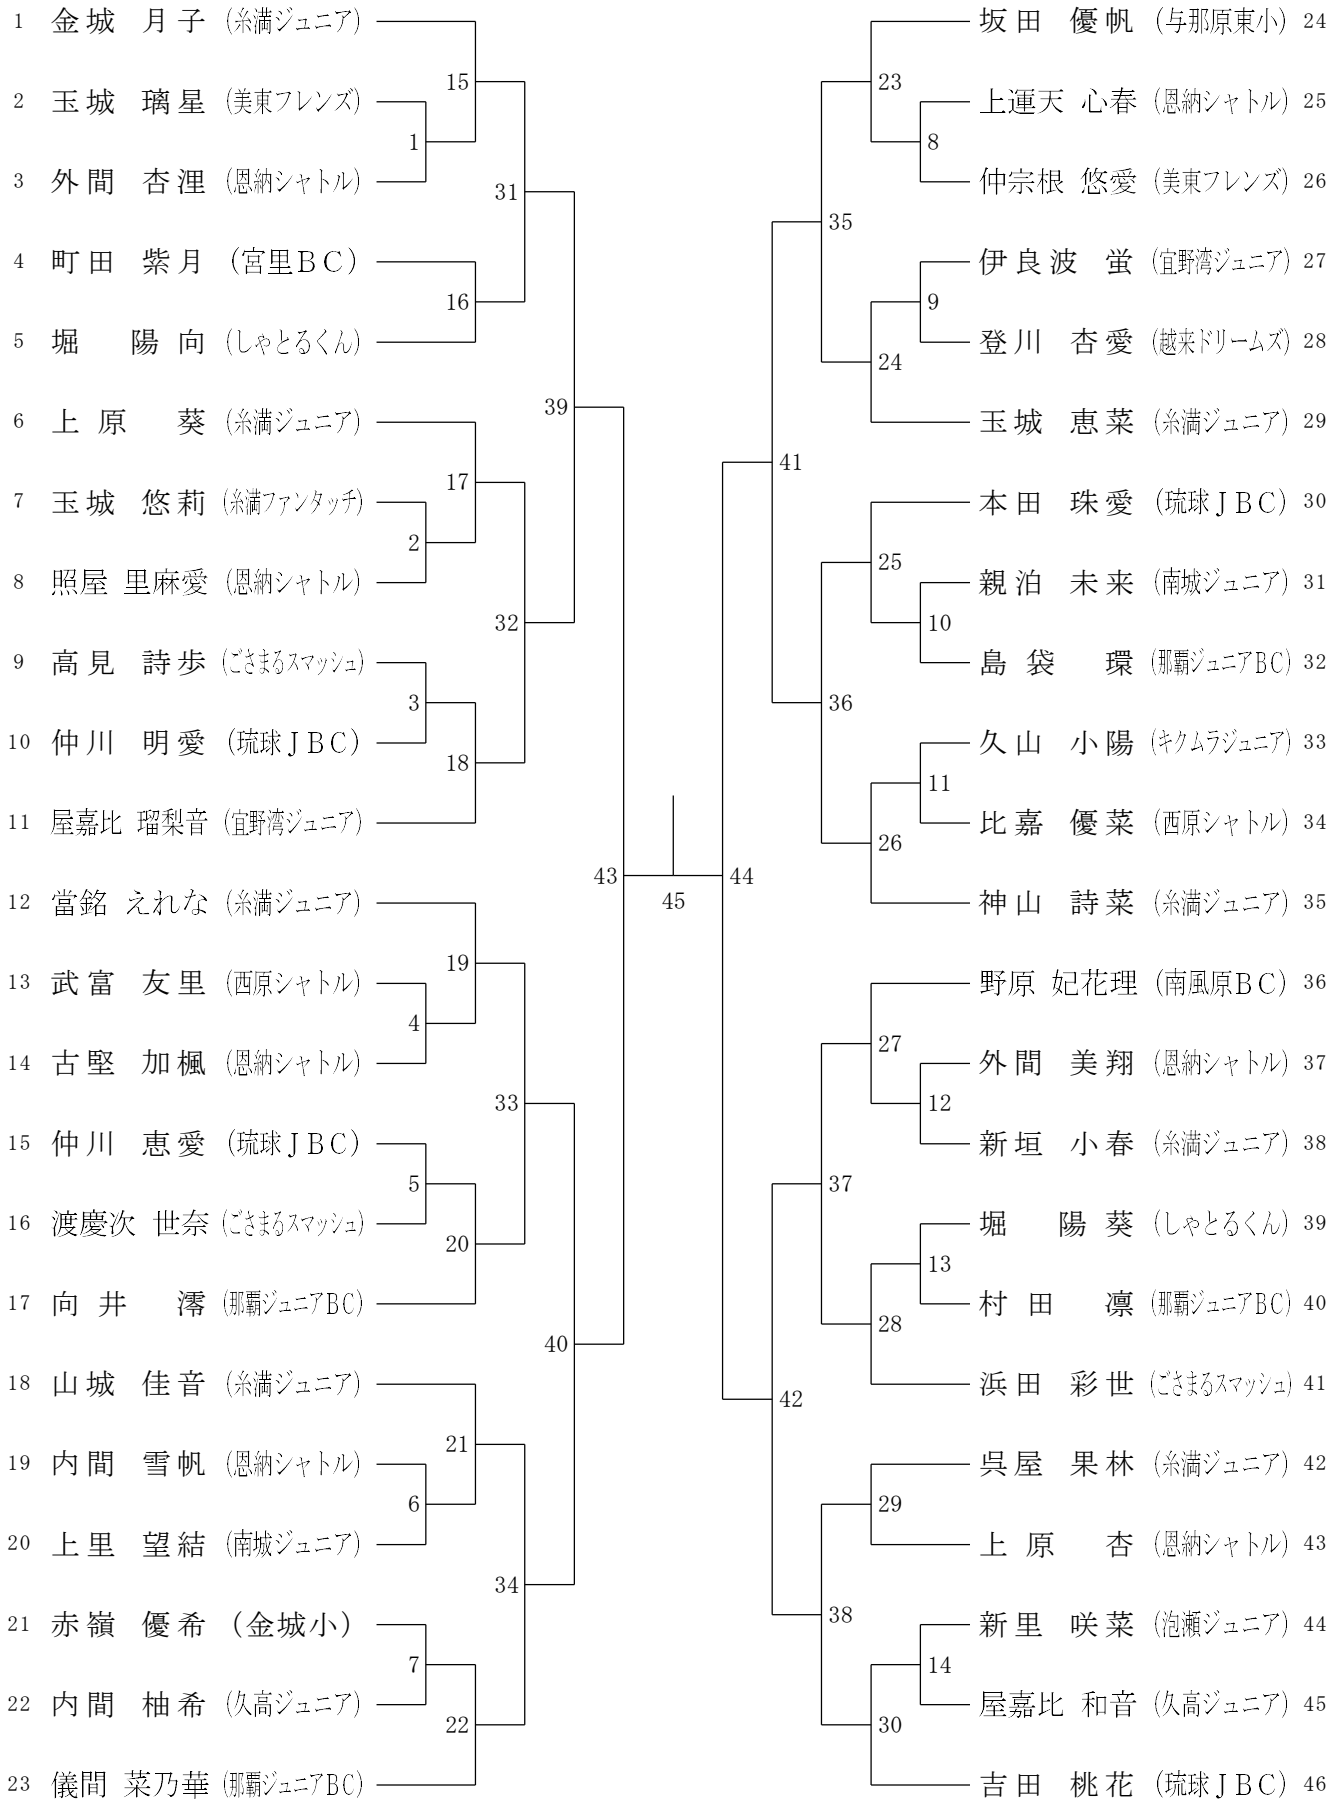 1 金城 月子 (糸満ジュニア)
15
2 玉城 璃星 (美東フレンズ)
1
3 外間 杏浬 (恩納シャトル)
31
4 町田 紫月 (宮里BC)
16
5 堀 陽向 (しゃとるくん)
39
6 上原 葵 (糸満ジュニア)
17
7 玉城 悠莉 (糸満ファンタッチ)
2
8 照屋 里麻愛 (恩納シャトル)
32
9 高見 詩歩 (ごさまるスマッシュ)
3
10 仲川 明愛 (琉球JBC)
18
11 屋嘉比 瑠梨音 (宜野湾ジュニア)
43
12 當銘 えれな (糸満ジュニア)
19
13 武富 友里 (西原シャトル)
4
14 古堅 加楓 (恩納シャトル)
33
15 仲川 恵愛 (琉球JBC)
5
16 渡慶次 世奈 (ごさまるスマッシュ)
20
17 向井 澪 (那覇ジュニアBC)
40
18 山城 佳音 (糸満ジュニア)
21
19 内間 雪帆 (恩納シャトル)
6
20 上里 望結 (南城ジュニア)
34
21 赤嶺 優希 (金城小)
7
22 内間 柚希 (久高ジュニア)
22
23 儀間 菜乃華 (那覇ジュニアBC)
45
坂田 優帆 (与那原東小) 24
23
上運天 心春 (恩納シャトル) 25
8
仲宗根 悠愛 (美東フレンズ) 26
35
伊良波 蛍 (宜野湾ジュニア) 27
9
登川 杏愛 (越来ドリームズ) 28
24
玉城 恵菜 (糸満ジュニア) 29
41
本田 珠愛 (琉球JBC) 30
25
親泊 未来 (南城ジュニア) 31
10
島袋 環 (那覇ジュニアBC) 32
36
久山 小陽 (キクムラジュニア) 33
11
比嘉 優菜 (西原シャトル) 34
26
44
神山 詩菜 (糸満ジュニア) 35
野原 妃花理 (南風原BC) 36
27
外間 美翔 (恩納シャトル) 37
12
新垣 小春 (糸満ジュニア) 38
37
堀 陽葵 (しゃとるくん) 39
13
村田 凛 (那覇ジュニアBC) 40
28
浜田 彩世 (ごさまるスマッシュ) 41
42
呉屋 果林 (糸満ジュニア) 42
29
上原 杏 (恩納シャトル) 43
38
新里 咲菜 (泡瀬ジュニア) 44
14
屋嘉比 和音 (久高ジュニア) 45
30
吉田 桃花 (琉球JBC) 46